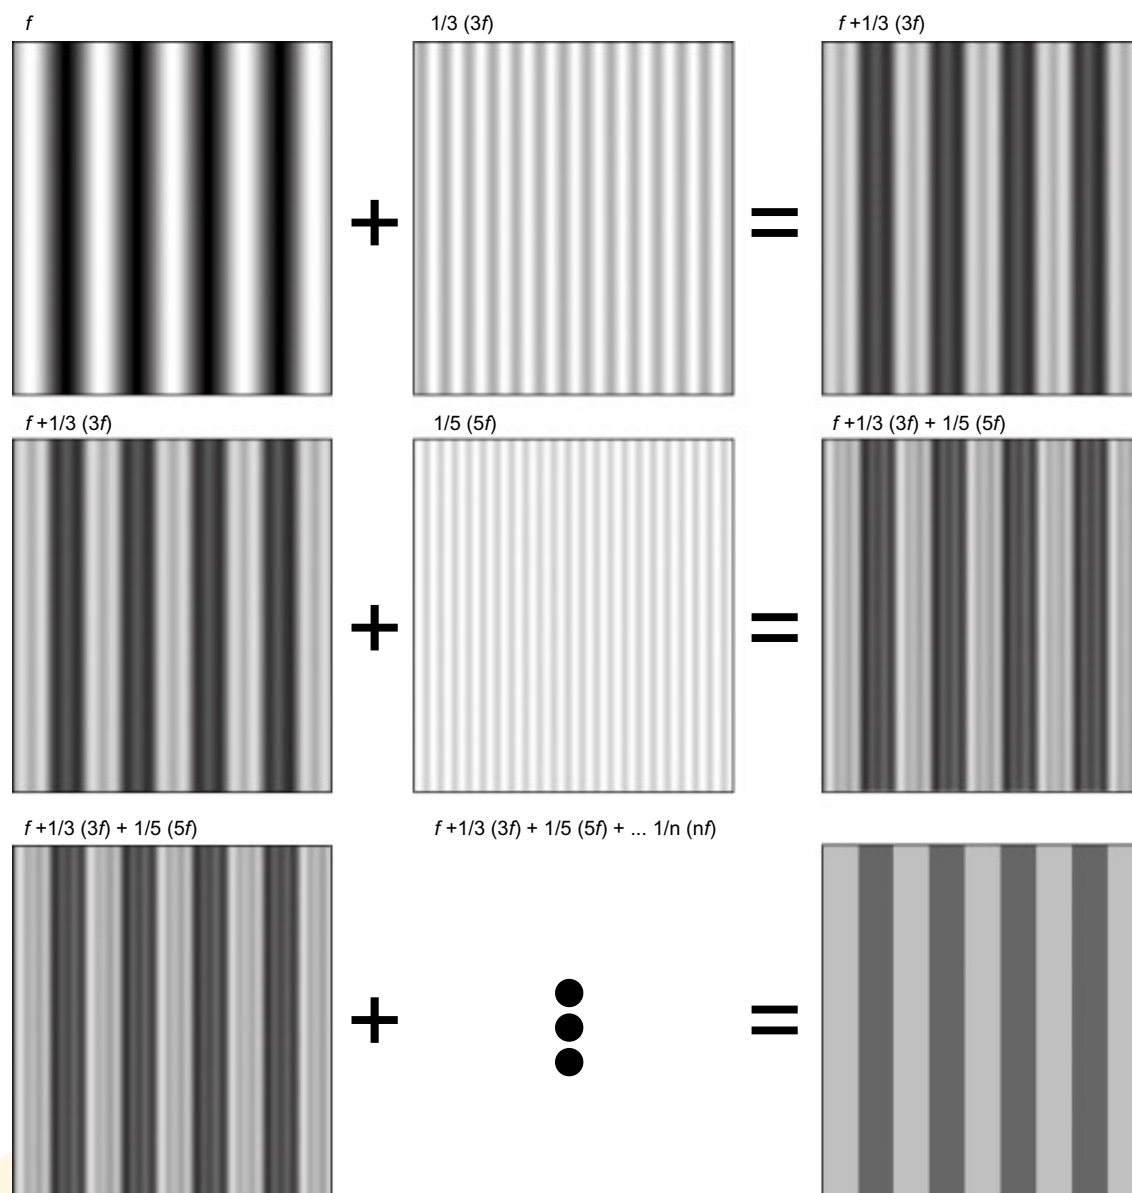 f
1/3 (3f)
f +1/3 (3f)
+
=
f +1/3 (3f)
1/5 (5f)
f +1/3 (3f) + 1/5 (5f)
+
=
f +1/3 (3f) + 1/5 (5f)
f +1/3 (3f) + 1/5 (5f) + ... 1/n (nf)
+
=